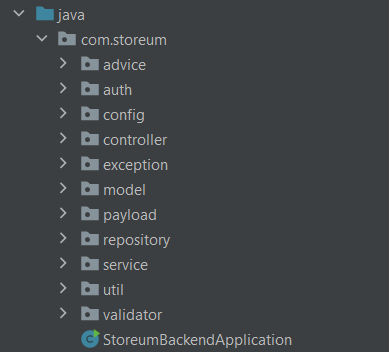 java
com.storeum
advice
auth
config
controller
exception
model
payload
repository
service
util
validator
StoreumBackendApplication